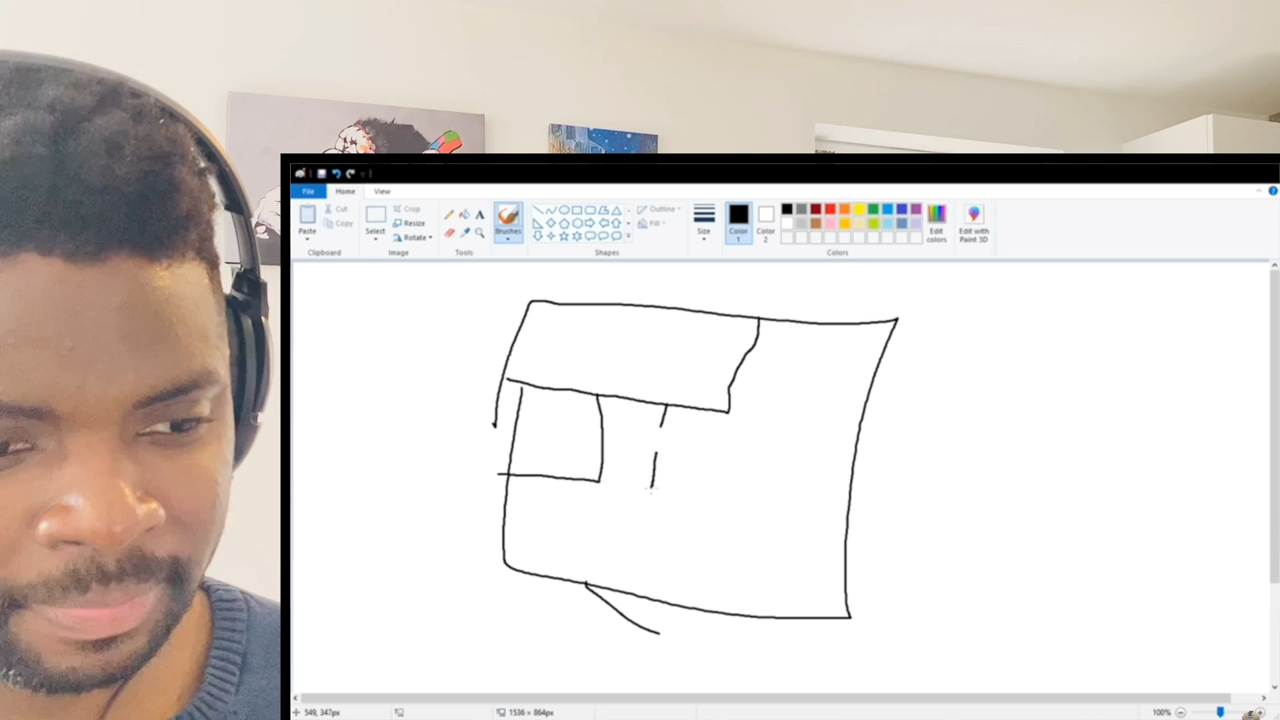 File Home View
Cut
Copy
Paste
Clipboard
Crop
Resize
Rotate
Select
Image
A
Tools
Brushes
Outline
Fill
Shapes
Size
Color
1
Color
2
Edit
colors
Colors
Edit with
Paint 3D
549, 347px
1536 × 864px
100%